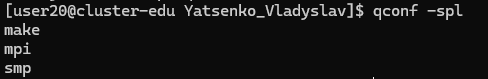 [user20@cluster-edu Yatsenko_Vladyslav]$ qconf -spl
make
mpi
smp